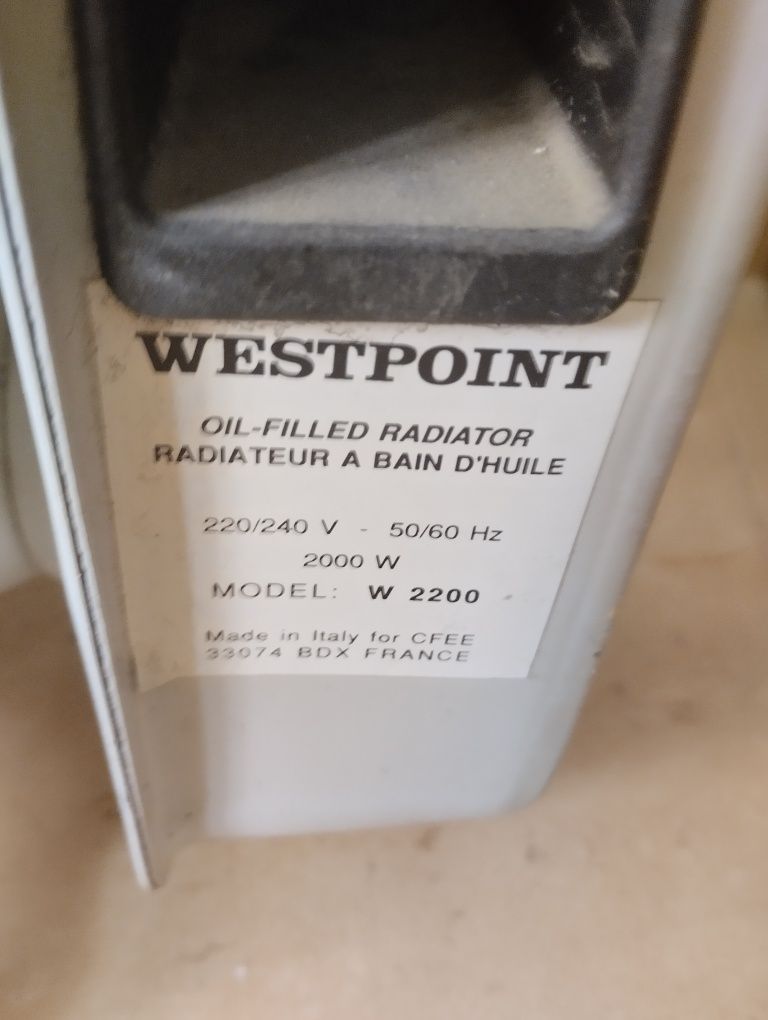 WESTPOINT
OIL-FILLED RADIATOR
RADIATEUR A BAIN D'HUILE
220/240 V - 50/60 Hz
2000 W
MODEL: W 2200
Made in Italy for CFEE
33074 BDX FRANCE